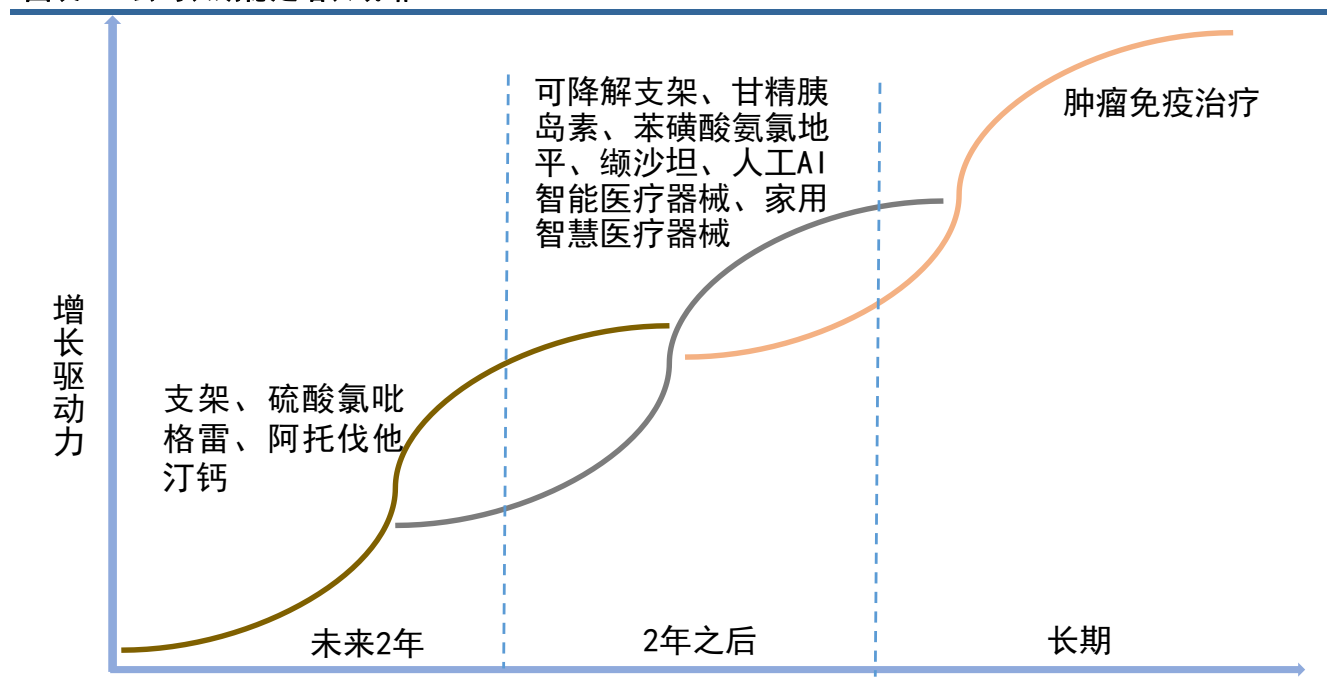 可降解支架、甘精胰
岛素、苯磺酸氨氯地
平、缬沙坦、人工AI
智能医疗器械、家用
智慧医疗器械
肿瘤免疫治疗
增长驱动力
支架、硫酸氯吡
格雷、阿托伐他
汀钙
未来2年
2年之后
长期